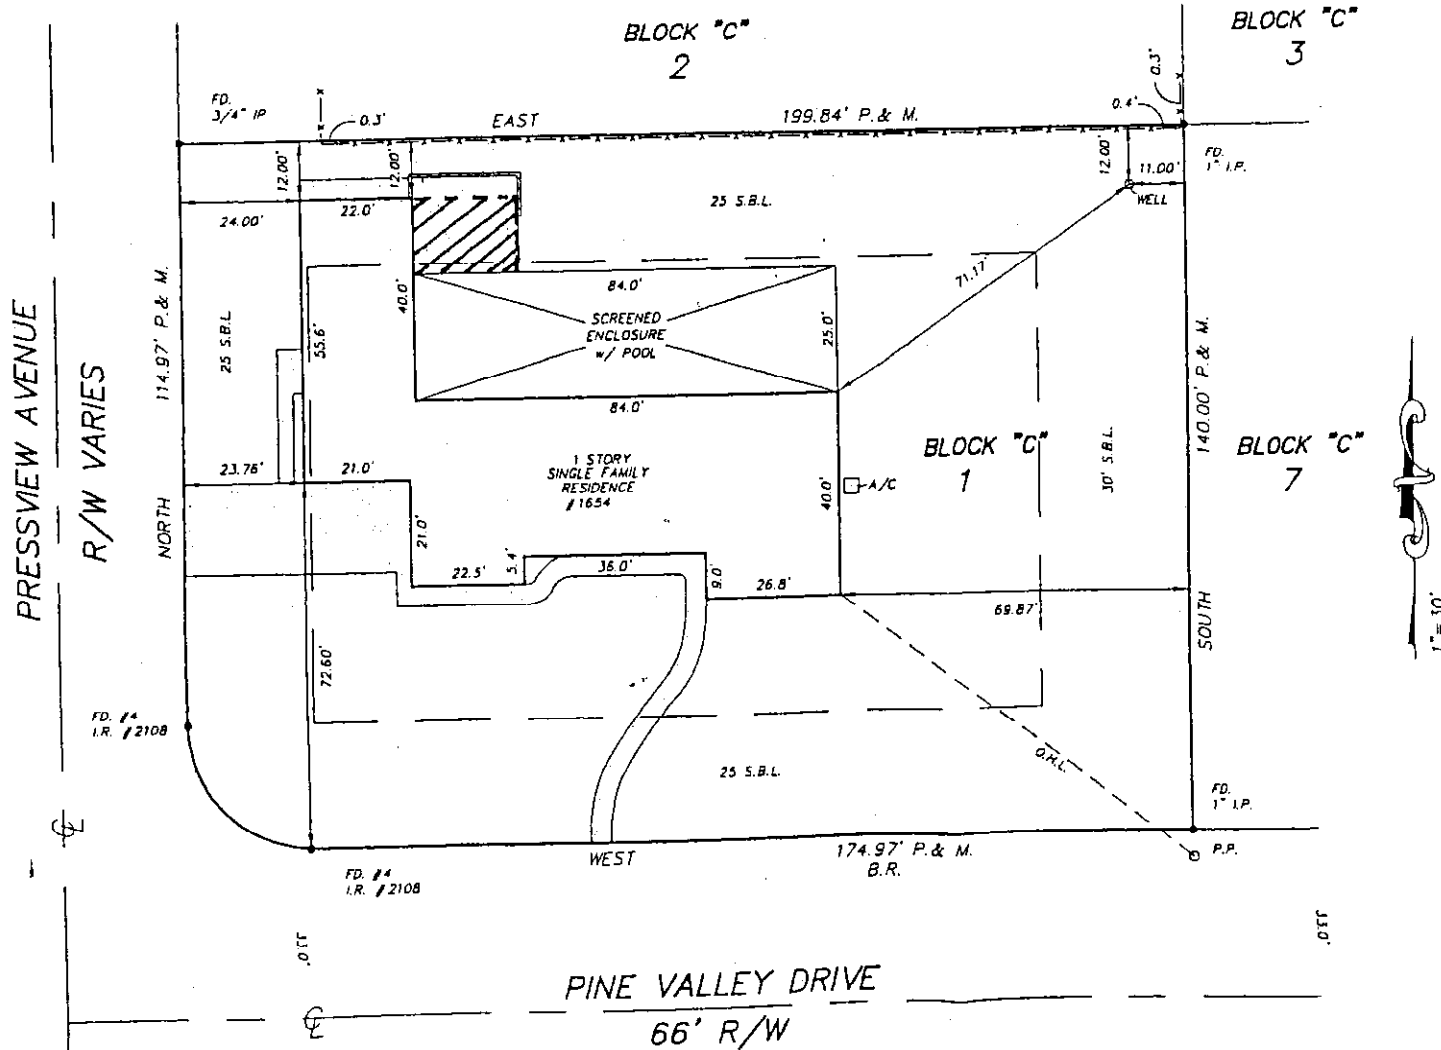 BLOCK "C"
2
BLOCK "C"
3
FD.
3/4" IP
0.3'
EAST
199.84' P.& M.
0.4'
0.3'
12.00'
12.00'
12.00'
FD.
1" I.P.
11.00'
WELL
24.00'
22.0'
25 S.B.L.
71.17'
114.97' P.& M.
25 S.B.L
40.0'
84.0'
SCREENED
ENCLOSURE
w/ POOL
25.0'
55.6'
84.0'
140.00' P.& M.
PRESSVIEW AVENUE
R/W VARIES
BLOCK "C"
1
BLOCK "C"
7
30' S.B.L.
23.76'
21.0'
1 STORY
SINGLE FAMILY
RESIDENCE
#1654
40.0'
A/C
NORTH
21.0'
22.5'
5.4'
36.0'
9.0'
26.8'
69.87'
SOUTH
1"=30'
72.60'
FD. #4
I.R. #2108
25 S.B.L.
O.H.L.
FD.
1" I.P.
WEST
174.97' P.& M.
B.R.
P.P.
FD. #4
I.R. #2108
33.0'
33.0'
PINE VALLEY DRIVE
66' R/W